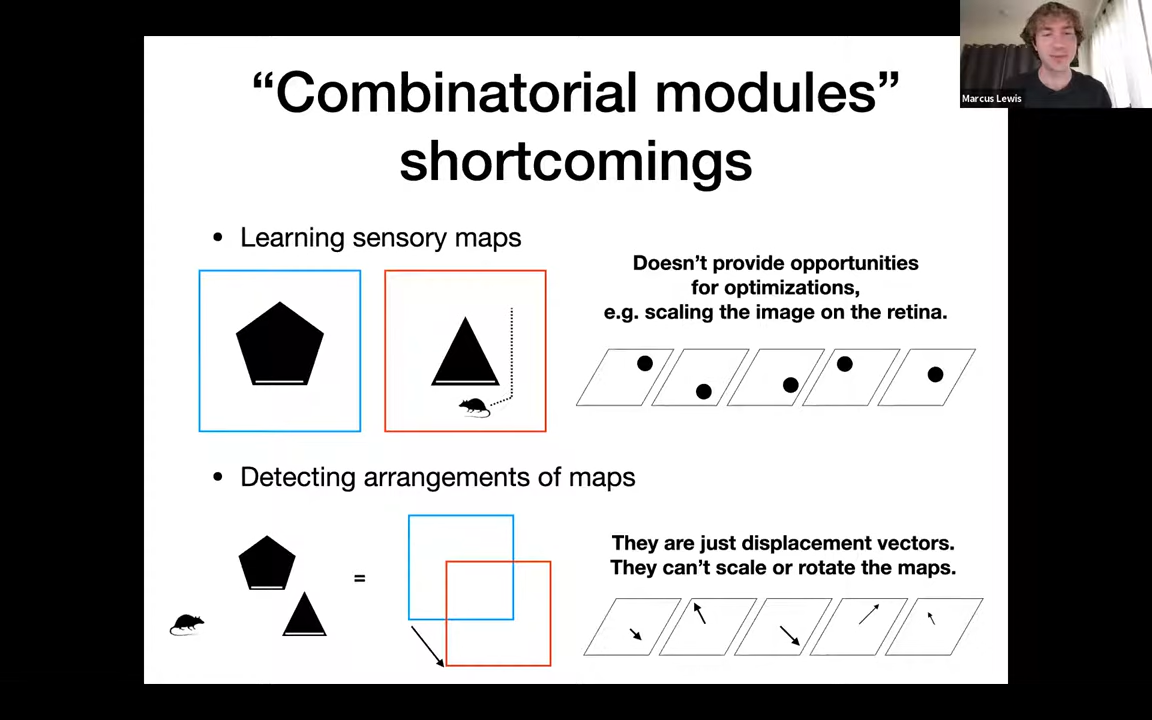 “Combinatorial modules”
shortcomings
Marcus Lewis
• Learning sensory maps
Doesn’t provide opportunities
for optimizations,
e.g. scaling the image on the retina.
• Detecting arrangements of maps
=
They are just displacement vectors.
They can’t scale or rotate the maps.